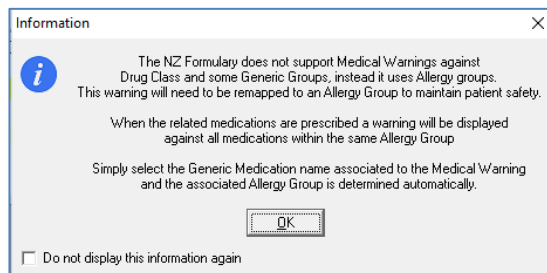 Information
The NZ Formulary does not support Medical Warnings against
Drug Class and some Generic Groups, instead it uses Allergy groups.
This warning will need to be remapped to an Allergy Group to maintain patient safety.
When the related medications are prescribed a warning will be displayed
against all medications within the same Allergy Group
Simply select the Generic Medication name associated to the Medical Warning
and the associated Allergy Group is determined automatically.
OK
Do not display this information again